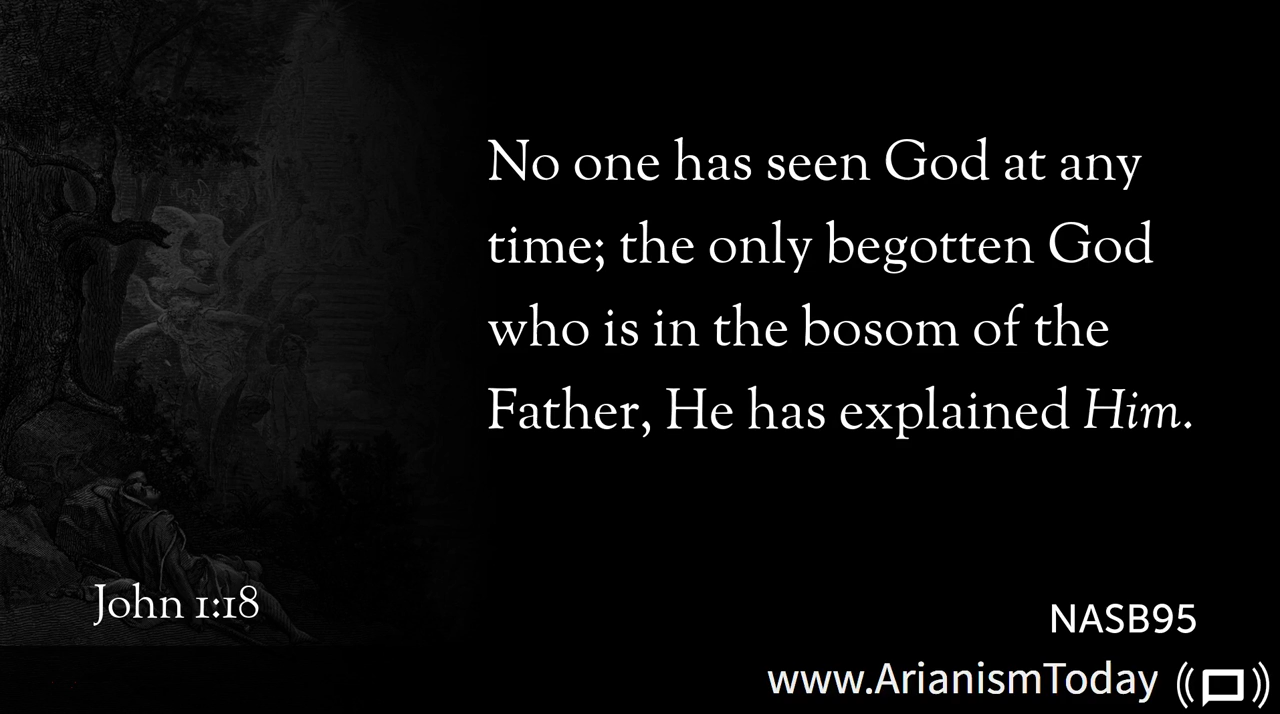 No one has seen God at any
time; the only begotten God
who is in the bosom of the
Father, He has explained Him.
John 1:18
NASB95
www.ArianismToday